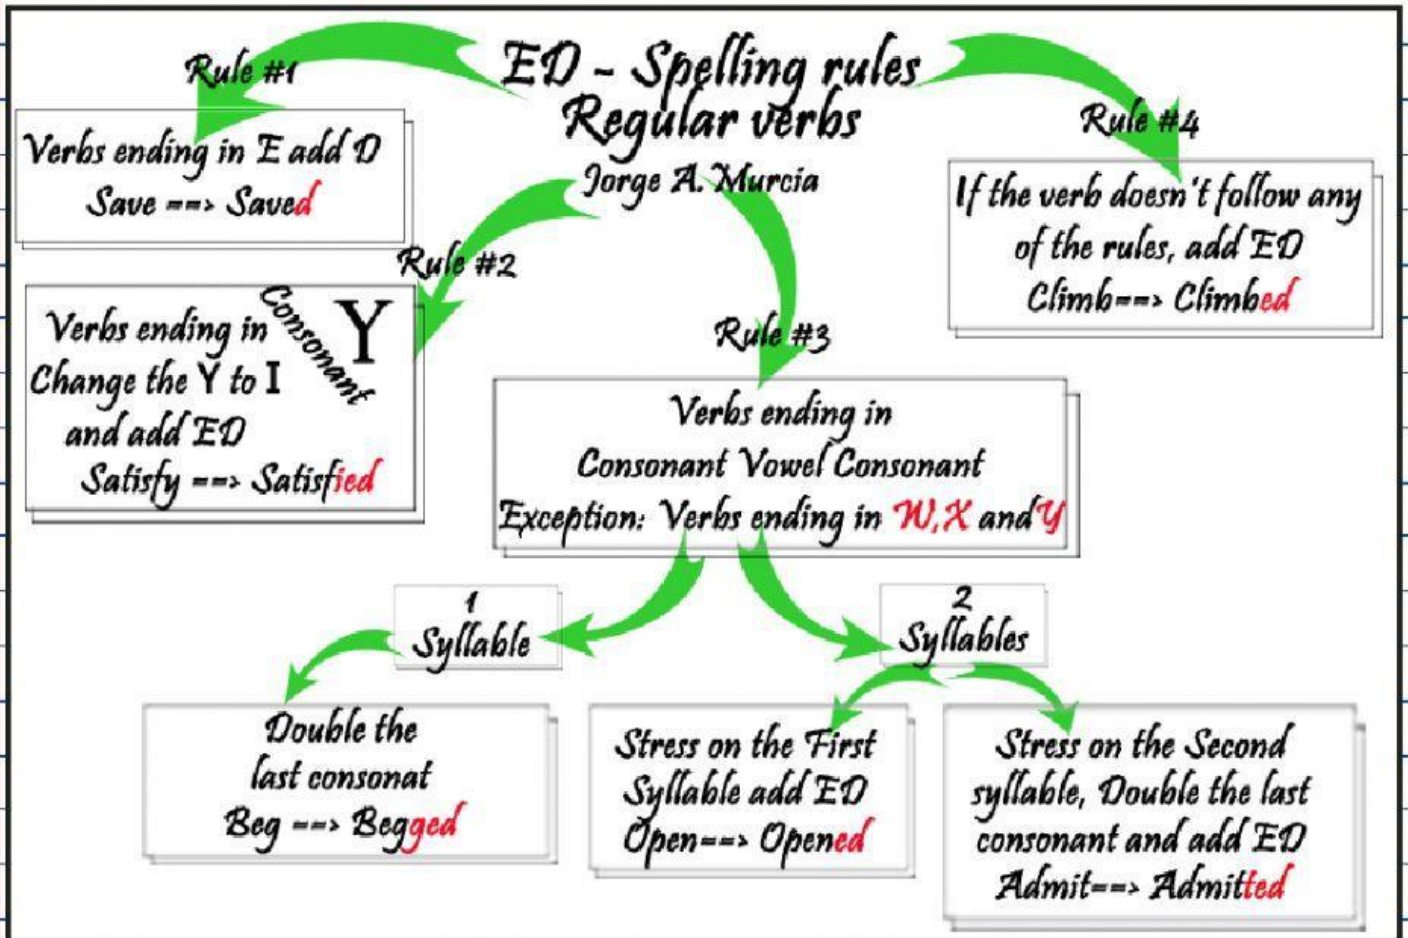 ED - Spelling rules
Regular verbs
Jorge A. Murcia
Rule #1
Verbs ending in E add D
Save ==> Saved
Rule #2
Verbs ending in Consonant Y
Change the Y to I
and add ED
Satisfy ==> Satisfied
Rule #3
Verbs ending in
Consonant Vowel Consonant
Exception: Verbs ending in W,X and Y
1
Syllable
Double the
last consonat
Beg ==> Begged
2
Syllables
Stress on the First
Syllable add ED
Open==> Opened
Stress on the Second
syllable, Double the last
consonant and add ED
Admit==> Admitted
Rule #4
If the verb doesn't follow any
of the rules, add ED
Climb==> Climbed